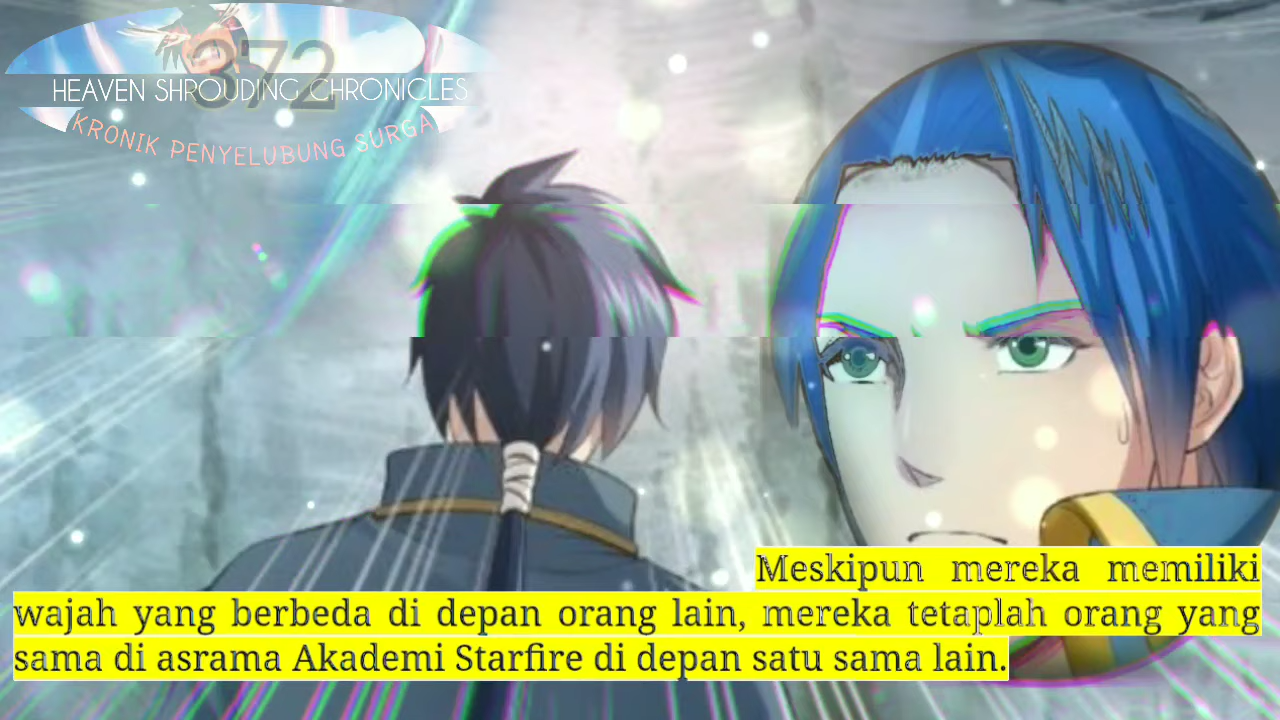 372
HEAVEN SHROUDING CHRONICLES
KRONIK PENYELUBUNG SURGA
Meskipun mereka memiliki
wajah yang berbeda di depan orang lain, mereka tetaplah orang yang
sama di asrama Akademi Starfire di depan satu sama lain.